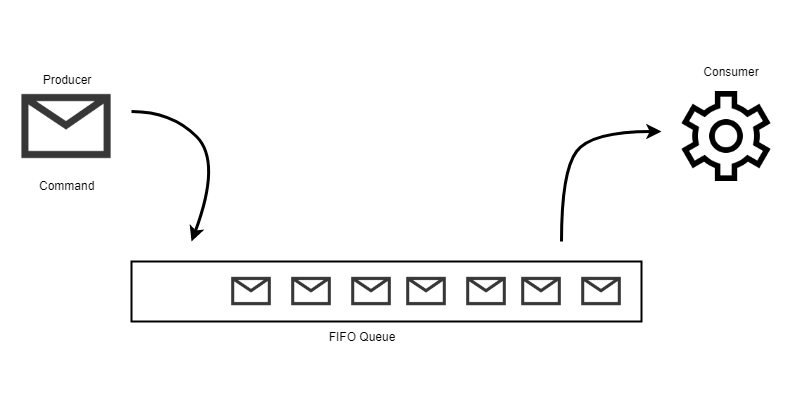 Producer
Consumer
Command
FIFO Queue